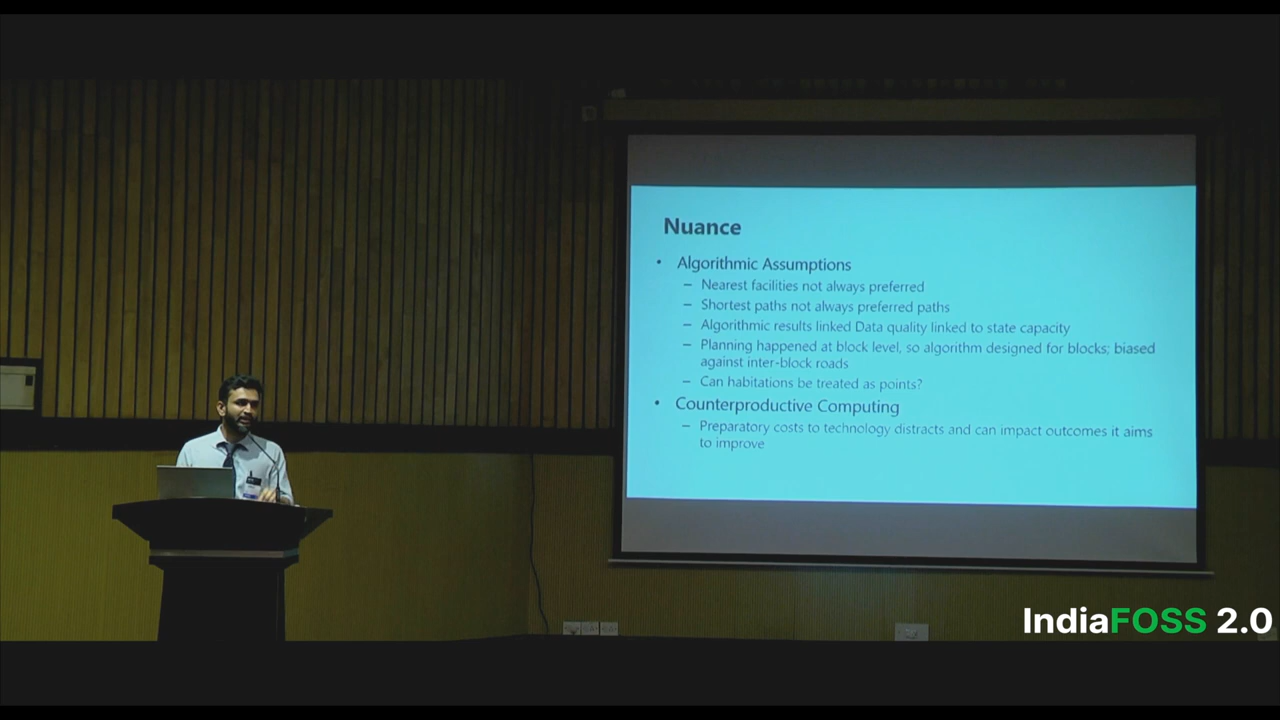 Nuance
• Algorithmic Assumptions
– Nearest facilities not always preferred
– Shortest paths not always preferred paths
– Algorithmic results linked Data quality linked to state capacity
– Planning happened at block level, so algorithm designed for blocks; biased
against inter-block roads
– Can habitations be treated as points?
• Counterproductive Computing
– Preparatory costs to technology distracts and can impact outcomes it aims
to improve
IndiaFOSS 2.0